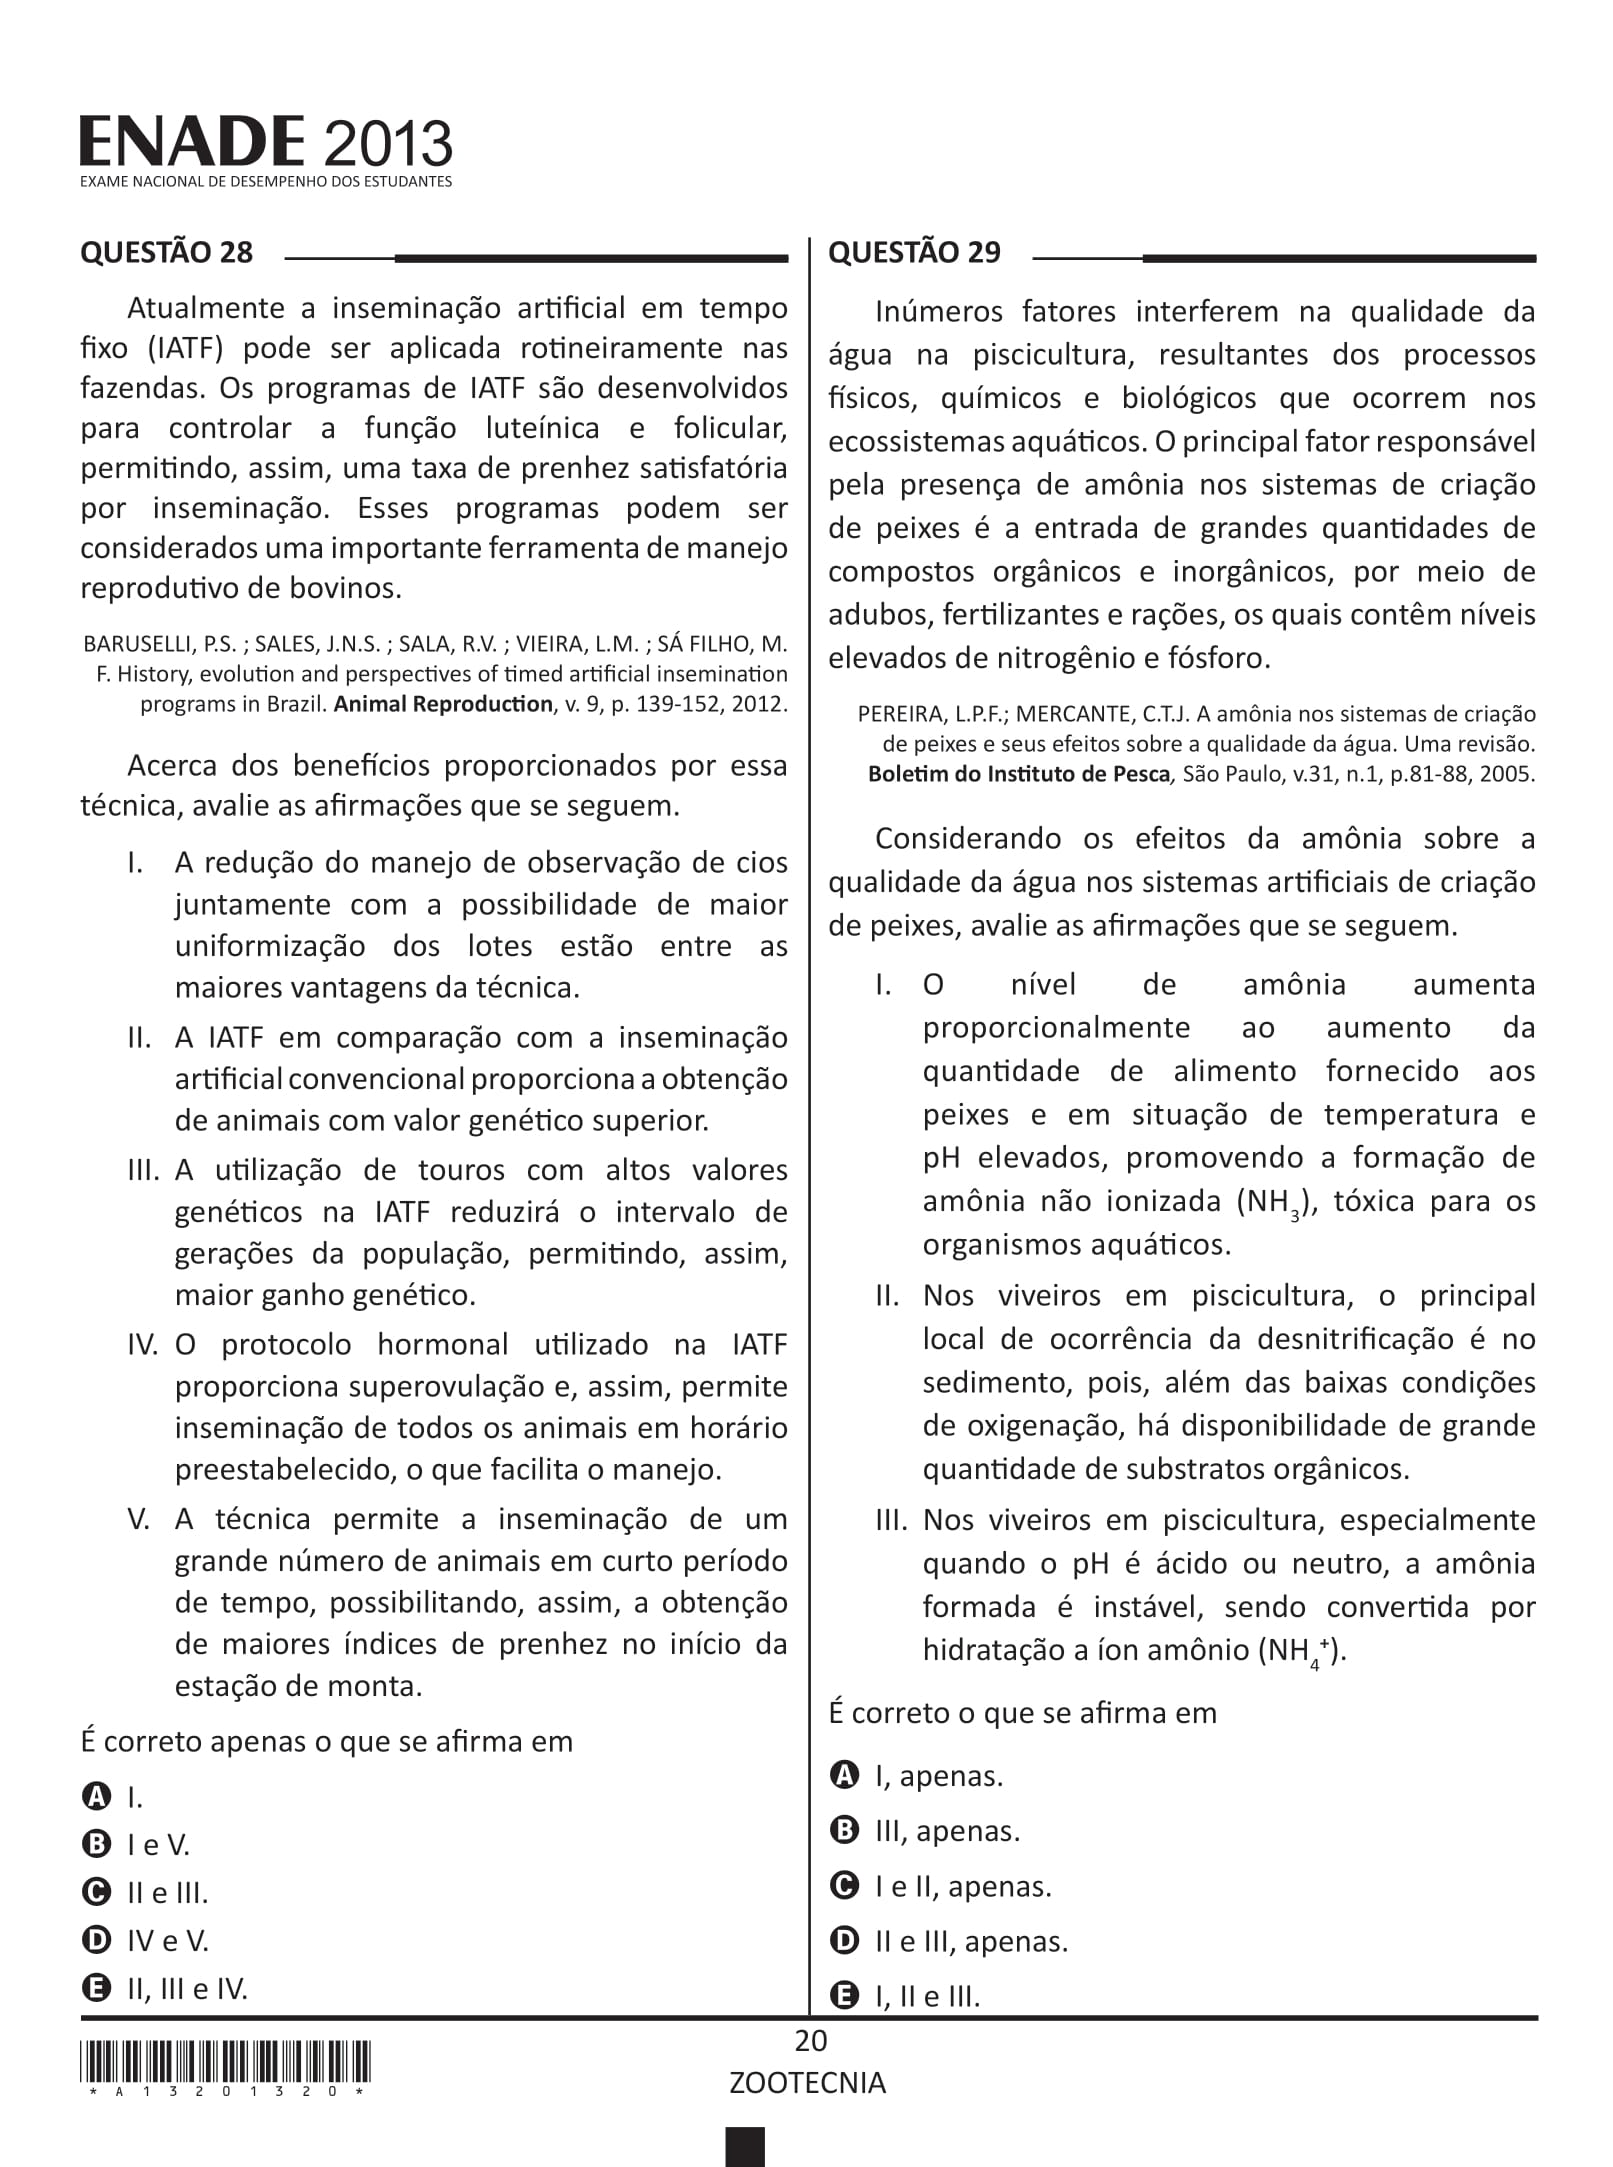 ENADE 2013
EXAME NACIONAL DE DESEMPENHO DOS ESTUDANTES
QUESTÃO 28
Atualmente a inseminação artificial em tempo
fixo (IATF) pode ser aplicada rotineiramente nas
fazendas. Os programas de IATF são desenvolvidos
para controlar a função luteínica e folicular,
permitindo, assim, uma taxa de prenhez satisfatória
por inseminação. Esses programas podem ser
considerados uma importante ferramenta de manejo
reprodutivo de bovinos.
BARUSELLI, P.S. ; SALES, J.N.S. ; SALA, R.V. ; VIEIRA, L.M. ; SÁ FILHO, M.
F. History, evolution and perspectives of timed artificial insemination
programs in Brazil. Animal Reproduction, v. 9, p. 139-152, 2012.
Acerca dos benefícios proporcionados por essa
técnica, avalie as afirmações que se seguem.
I. A redução do manejo de observação de cios
juntamente com a possibilidade de maior
uniformização dos lotes estão entre as
maiores vantagens da técnica.
II. A IATF em comparação com a inseminação
artificial convencional proporciona a obtenção
de animais com valor genético superior.
III. A utilização de touros com altos valores
genéticos na IATF reduzirá o intervalo de
gerações da população, permitindo, assim,
maior ganho genético.
IV. O protocolo hormonal utilizado na IATF
proporciona superovulação e, assim, permite
inseminação de todos os animais em horário
preestabelecido, o que facilita o manejo.
V. A técnica permite a inseminação de um
grande número de animais em curto período
de tempo, possibilitando, assim, a obtenção
de maiores índices de prenhez no início da
estação de monta.
É correto apenas o que se afirma em
A I.
B I e V.
C II e III.
D IV e V.
E II, III e IV.
QUESTÃO 29
Inúmeros fatores interferem na qualidade da
água na piscicultura, resultantes dos processos
físicos, químicos e biológicos que ocorrem nos
ecossistemas aquáticos. O principal fator responsável
pela presença de amônia nos sistemas de criação
de peixes é a entrada de grandes quantidades de
compostos orgânicos e inorgânicos, por meio de
adubos, fertilizantes e rações, os quais contêm níveis
elevados de nitrogênio e fósforo.
PEREIRA, L.P.F.; MERCANTE, C.T.J. A amônia nos sistemas de criação
de peixes e seus efeitos sobre a qualidade da água. Uma revisão.
Boletim do Instituto de Pesca, São Paulo, v.31, n.1, p.81-88, 2005.
Considerando os efeitos da amônia sobre a
qualidade da água nos sistemas artificiais de criação
de peixes, avalie as afirmações que se seguem.
I. O nível de amônia aumenta
proporcionalmente ao aumento da
quantidade de alimento fornecido aos
peixes e em situação de temperatura e
pH elevados, promovendo a formação de
amônia não ionizada (NH₃), tóxica para os
organismos aquáticos.
II. Nos viveiros em piscicultura, o principal
local de ocorrência da desnitrificação é no
sedimento, pois, além das baixas condições
de oxigenação, há disponibilidade de grande
quantidade de substratos orgânicos.
III. Nos viveiros em piscicultura, especialmente
quando o pH é ácido ou neutro, a amônia
formada é instável, sendo convertida por
hidratação a íon amônio (NH₄⁺).
É correto o que se afirma em
A I, apenas.
B III, apenas.
C I e II, apenas.
D II e III, apenas.
E I, II e III.
* A 1 3 2 0 1 3 2 0 *
20
ZOOTECNIA